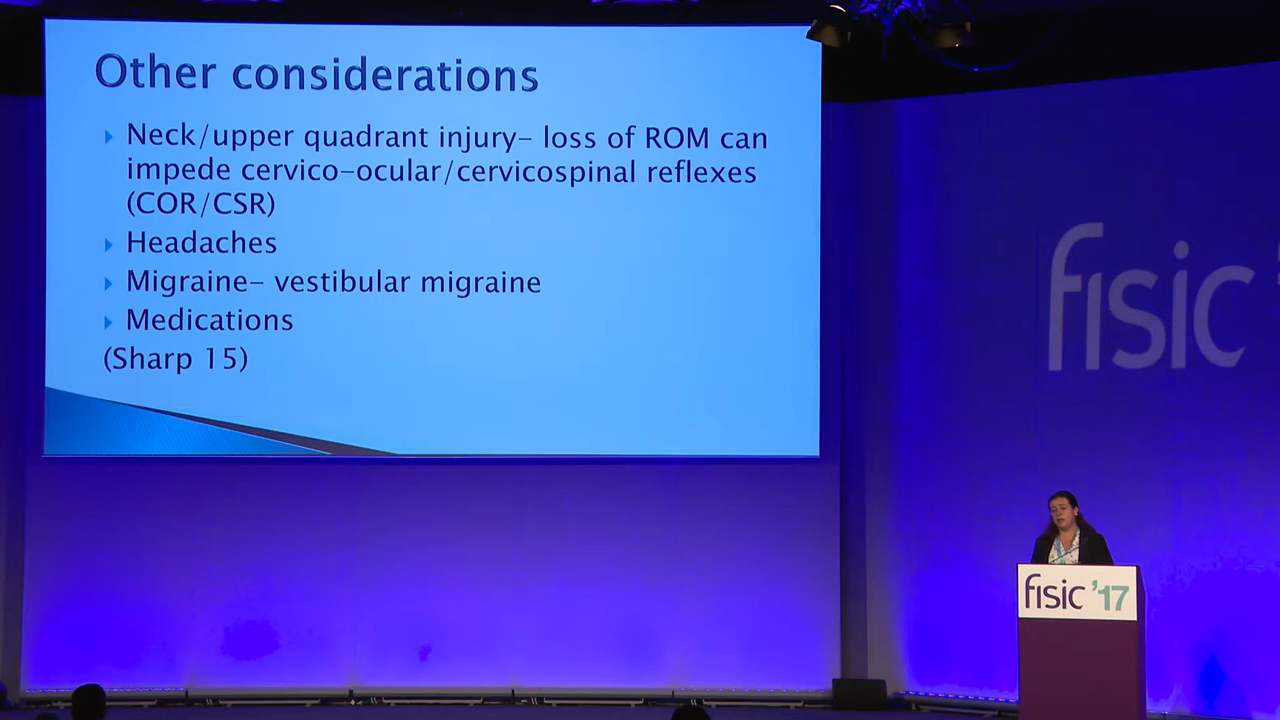 Other considerations
Neck/upper quadrant injury- loss of ROM can
impede cervico-ocular/cervicospinal reflexes
(COR/CSR)
Headaches
Migraine- vestibular migraine
Medications
(Sharp 15)
fisic '
fisic '17